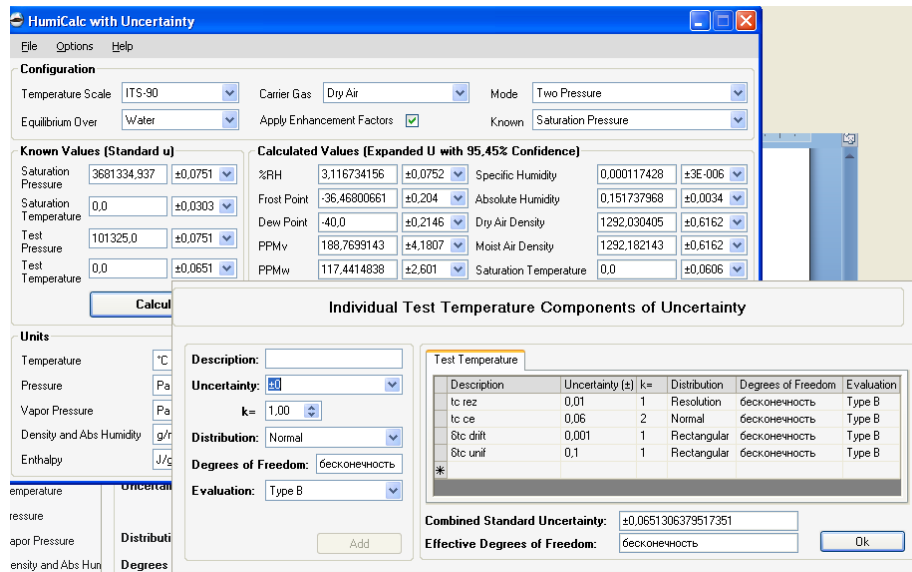 HumiCalc with Uncertainty
File Options Help
Configuration
Temperature Scale ITS-90 Carrier Gas Dry Air Mode Two Pressure
Equilibrium Over Water Apply Enhancement Factors Known Saturation Pressure
Known Values (Standard u)
Saturation Pressure 3681334,937 ±0,0751
Saturation Temperature 0,0 ±0,0303
Test Pressure 101325,0 ±0,0751
Test Temperature 0,0 ±0,0651
Calcul
Calculated Values (Expanded U with 95,45% Confidence)
%RH 3,116734156 ±0,0752 Specific Humidity 0,000117428 ±3E-006
Frost Point -36,46800661 ±0,204 Absolute Humidity 0,151737968 ±0,0034
Dew Point -40,0 ±0,2146 Dry Air Density 1292,030405 ±0,6162
PPMv 188,7699143 ±4,1807 Moist Air Density 1292,182143 ±0,6162
PPMw 117,4414838 ±2,601 Saturation Temperature 0,0 ±0,0606
Units
Temperature °C
Pressure Pa
Vapor Pressure Pa
Density and Abs Humidity g/
Enthalpy J/g
Individual Test Temperature Components of Uncertainty
Description:
Uncertainty: ±0
k= 1,00
Distribution: Normal
Degrees of Freedom: бесконечность
Evaluation: Type B
Add
Test Temperature
Description Uncertainty (±) k= Distribution Degrees of Freedom Evaluation
tc rez 0,01 1 Resolution бесконечность Type B
tc ce 0,06 2 Normal бесконечность Type B
δtc drift 0,001 1 Rectangular бесконечность Type B
δtc unif 0,1 1 Rectangular бесконечность Type B
Combined Standard Uncertainty: ±0,0651306379517351
Effective Degrees of Freedom: бесконечность
Ok
emperature Uncertain
ressure
apor Pressure Distributi
ensity and Abs Hun Degrees